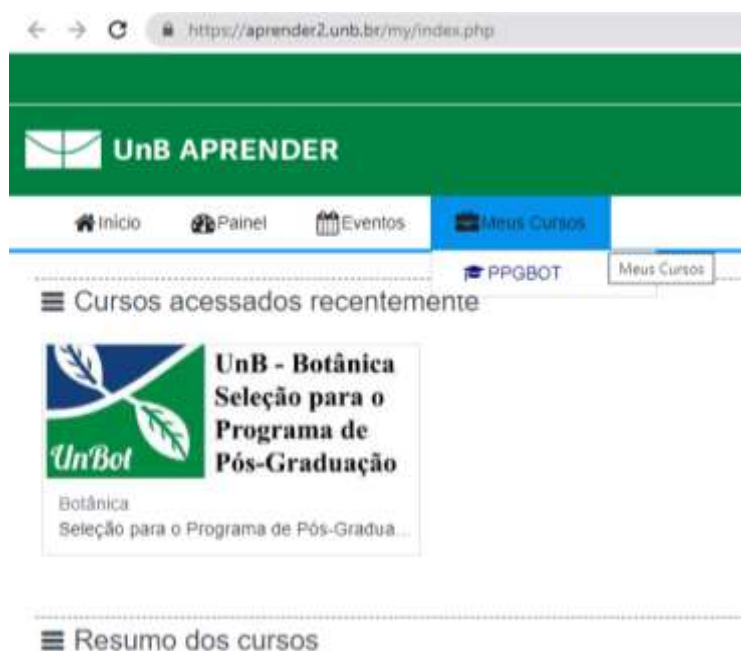 https://aprender2.unb.br/my/index.php
UnB APRENDER
Início Painel Eventos Meus Cursos
PPGBOT Meus Cursos
Cursos acessados recentemente
UnBot
UnB - Botânica
Seleção para o
Programa de
Pós-Graduação
Botânica
Seleção para o Programa de Pós-Gradua...
Resumo dos cursos